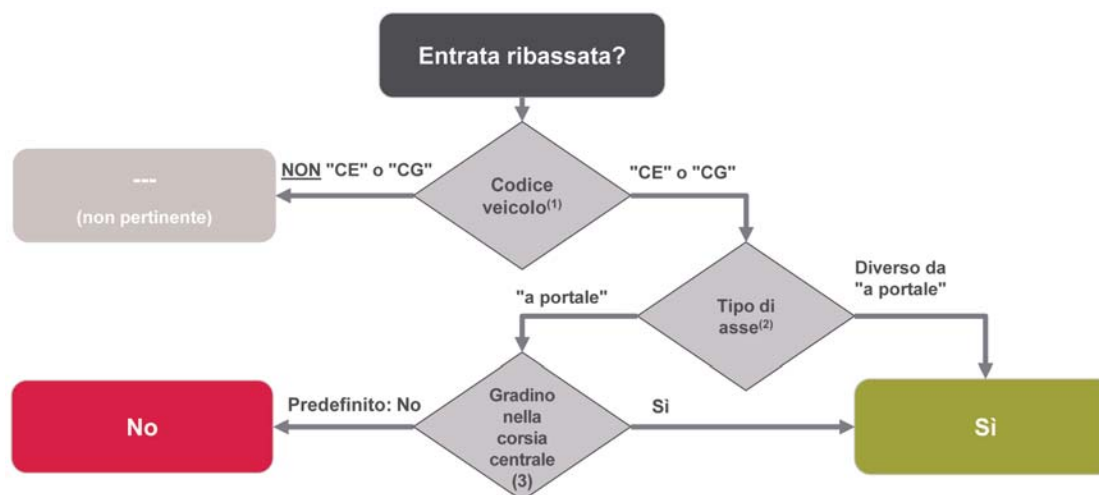 Entrata ribassata?
NON "CE" o "CG"
"CE" o "CG"
---
(non pertinente)
Codice
veicolo(1)
Diverso da
"a portale"
"a portale"
Tipo di
asse(2)
Predefinito: No
Gradino
nella
corsia
centrale
(3)
Sì
No
Sì